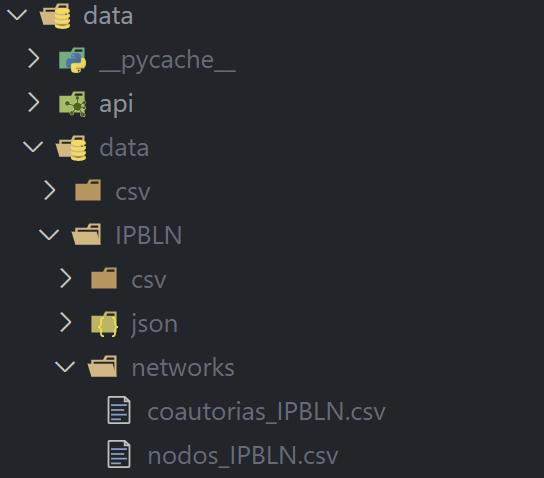 data
__pycache__
api
data
csv
IPBLN
csv
json
networks
coautorias_IPBLN.csv
nodos_IPBLN.csv